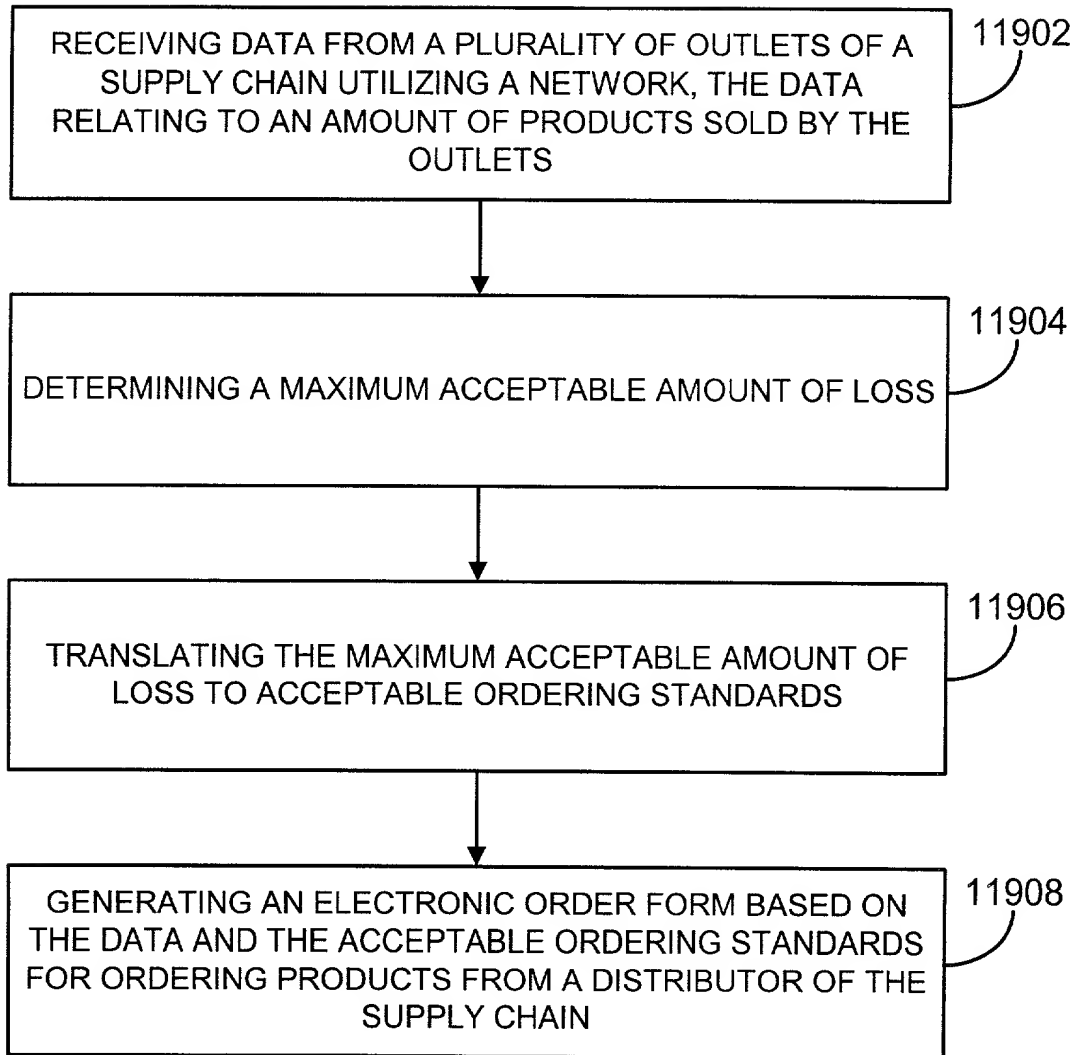 RECEIVING DATA FROM A PLURALITY OF OUTLETS OF A
SUPPLY CHAIN UTILIZING A NETWORK, THE DATA
RELATING TO AN AMOUNT OF PRODUCTS SOLD BY THE
OUTLETS
11902
DETERMINING A MAXIMUM ACCEPTABLE AMOUNT OF LOSS
11904
TRANSLATING THE MAXIMUM ACCEPTABLE AMOUNT OF
LOSS TO ACCEPTABLE ORDERING STANDARDS
11906
GENERATING AN ELECTRONIC ORDER FORM BASED ON
THE DATA AND THE ACCEPTABLE ORDERING STANDARDS
FOR ORDERING PRODUCTS FROM A DISTRIBUTOR OF THE
SUPPLY CHAIN
11908